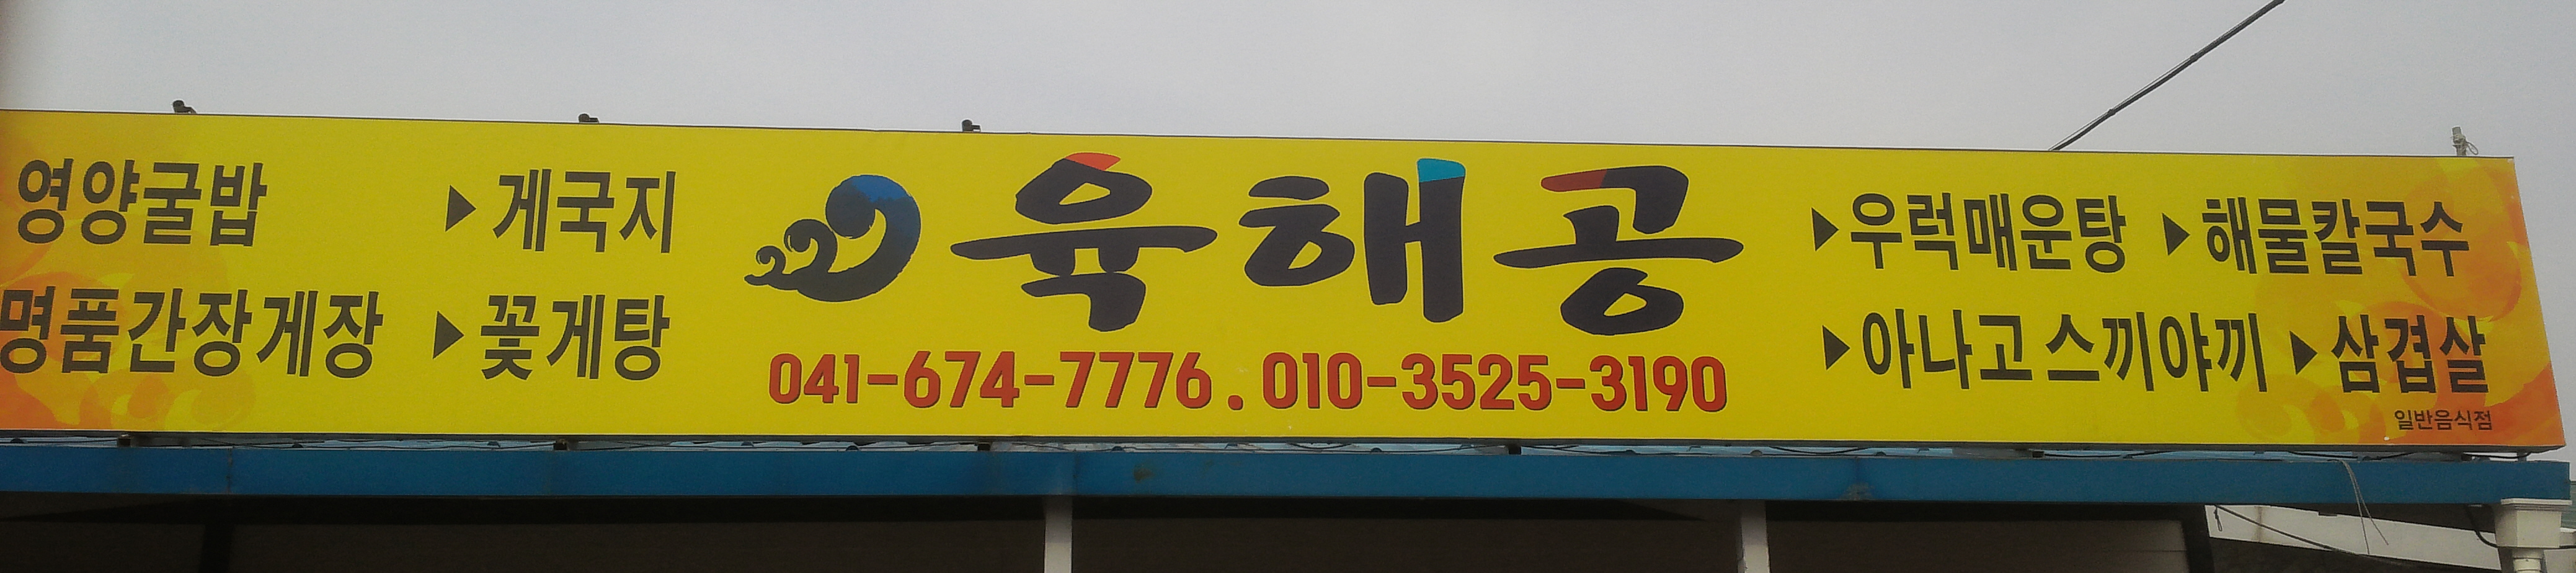 영양굴밥 ▶게국지
명품간장게장 ▶꽃게탕
육해공
041-674-7776 . 010-3525-3190
▶우럭매운탕 ▶해물칼국수
▶아나고스끼야끼 ▶삼겹살
일반음식점